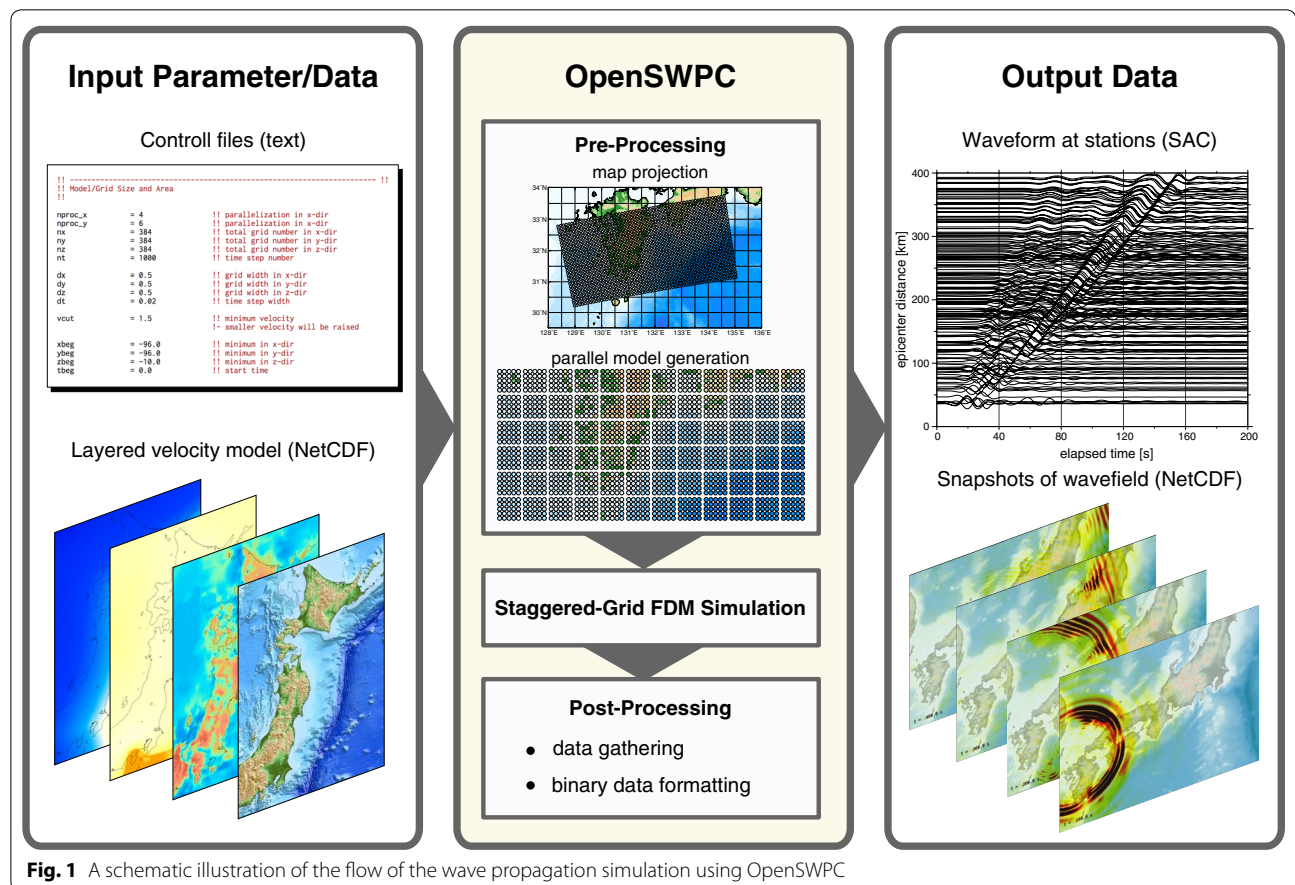 Input Parameter/Data
Controll files (text)
!! ----------------------------------------------------------------------- !!
!! Model/Grid Size and Area
!!
nproc_x = 4 !! parallelization in x-dir
nproc_y = 6 !! parallelization in x-dir
nx = 384 !! total grid number in x-dir
ny = 384 !! total grid number in y-dir
nz = 384 !! total grid number in z-dir
nt = 1000 !! time step number
dx = 0.5 !! grid width in x-dir
dy = 0.5 !! grid width in y-dir
dz = 0.5 !! grid width in z-dir
dt = 0.02 !! time step width
vcut = 1.5 !! minimum velocity
!- smaller velocity will be raised
xbeg = -96.0 !! minimum in x-dir
ybeg = -96.0 !! minimum in y-dir
zbeg = -10.0 !! minimum in z-dir
tbeg = 0.0 !! start time
Layered velocity model (NetCDF)
OpenSWPC
Pre-Processing
map projection
34˚N
33˚N
32˚N
31˚N
30˚N
128˚E 129˚E 130˚E 131˚E 132˚E 133˚E 134˚E 135˚E 136˚E
parallel model generation
Staggered-Grid FDM Simulation
Post-Processing
• data gathering
• binary data formatting
Output Data
Waveform at stations (SAC)
400
300
200
100
0
epicenter distance [km]
0 40 80 120 160 200
elapsed time [s]
Snapshots of wavefield (NetCDF)
Fig. 1 A schematic illustration of the flow of the wave propagation simulation using OpenSWPC